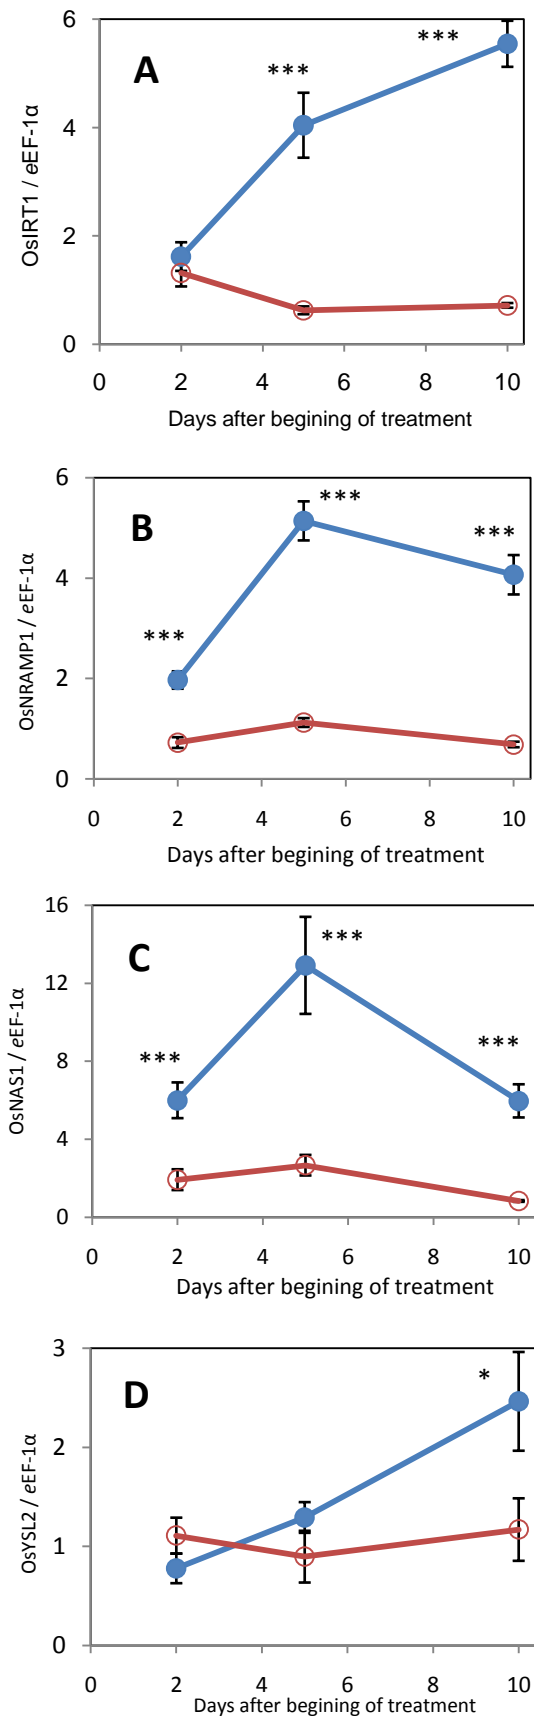 6
A
***
***
4
OsIRT1 / eEF-1α
2
0
0 2 4 6 8 10
Days after begining of treatment
6
B
***
***
4
OsNRAMP1 / eEF-1α
***
2
0
0 2 4 6 8 10
Days after begining of treatment
16
C
***
12
OsNAS1 / eEF-1α
8
***
***
4
0
0 2 4 6 8 10
Days after begining of treatment
3
D
*
2
OsYSL2 / eEF-1α
1
0
0 2 4 6 8 10
Days after begining of treatment